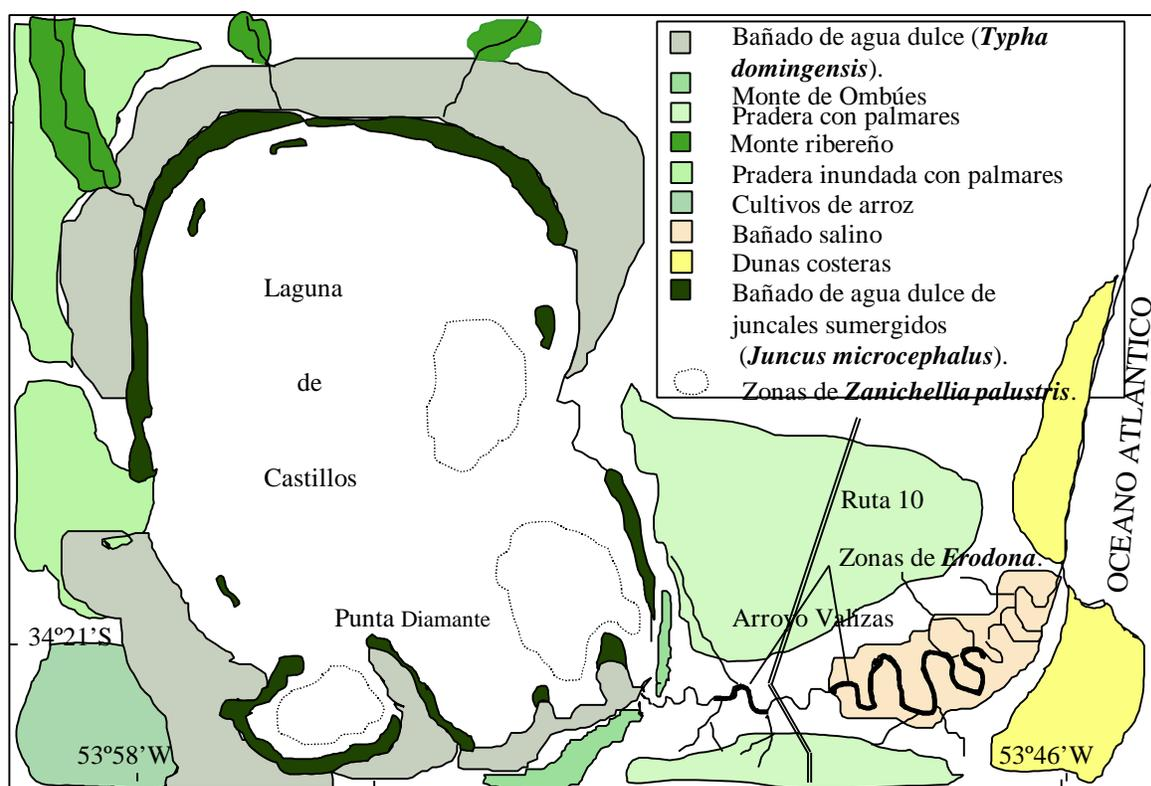 Bañado de agua dulce (Typha
domingensis).
Monte de Ombúes
Pradera con palmares
Monte ribereño
Pradera inundada con palmares
Cultivos de arroz
Bañado salino
Dunas costeras
Bañado de agua dulce de
juncales sumergidos
(Juncus microcephalus).
Zonas de Zanichellia palustris.
Laguna
de
Castillos
OCEANO ATLANTICO
Ruta 10
Zonas de Erodona.
Punta Diamante
Arroyo Valizas
34º21'S
53º58'W
53º46'W